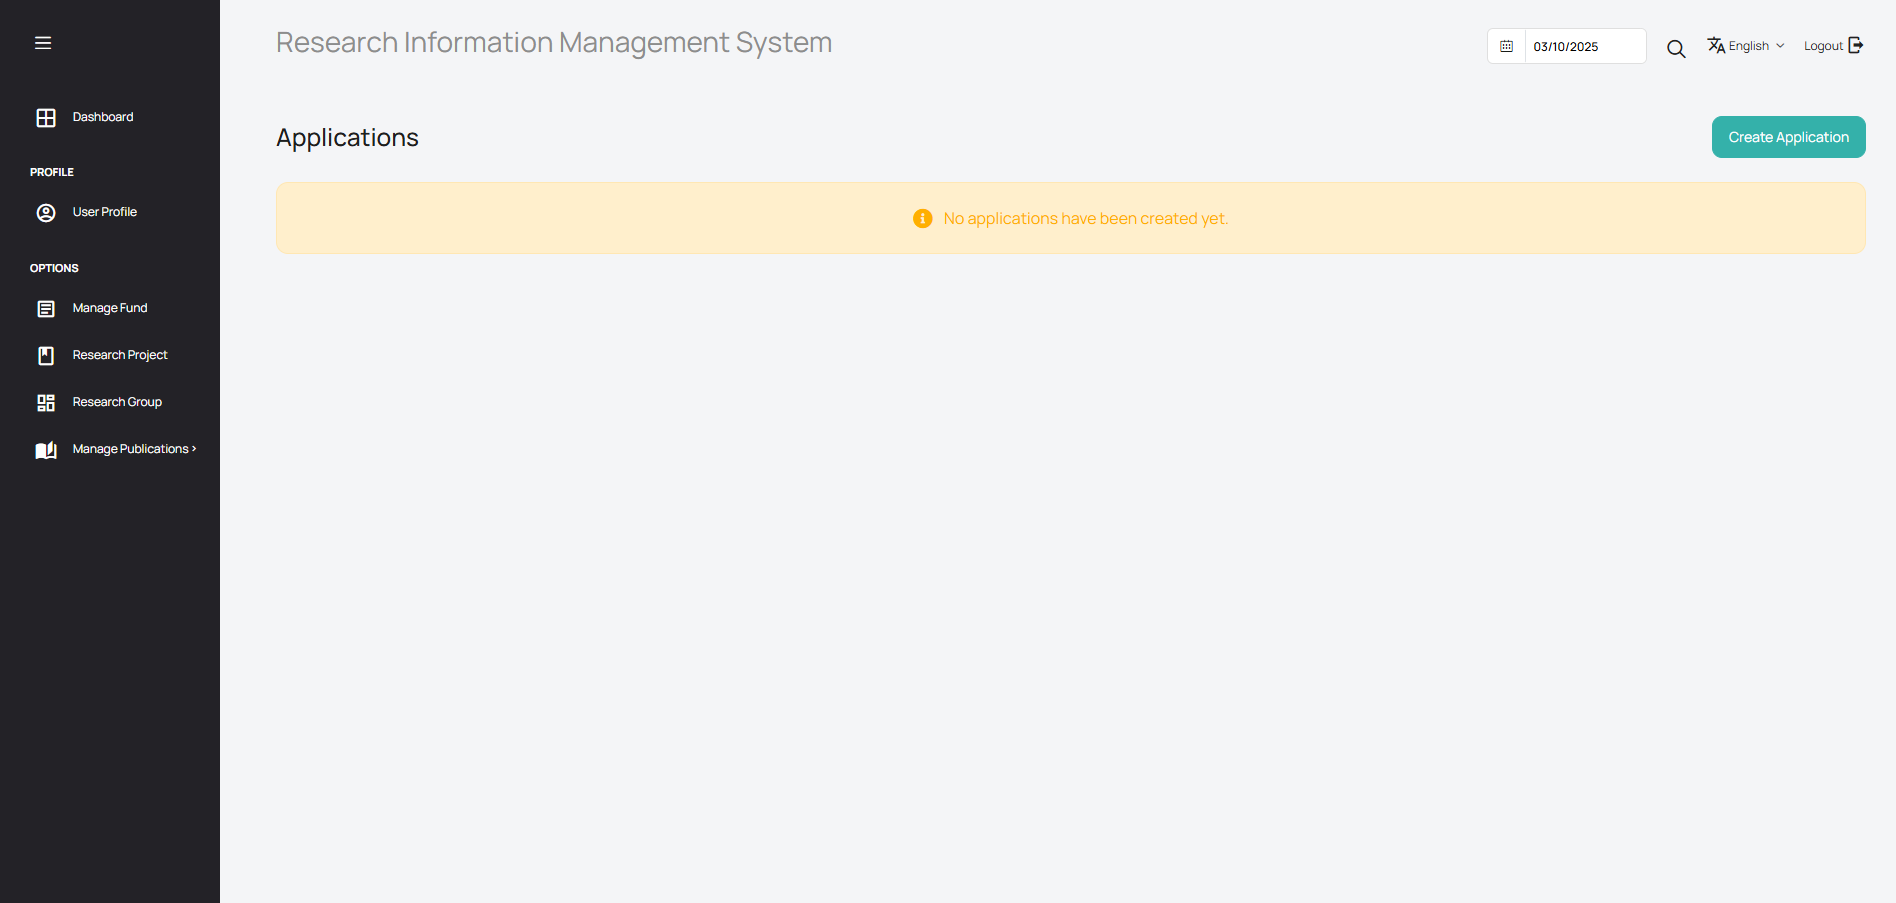 Research Information Management System
03/10/2025
English
Logout
Dashboard
PROFILE
User Profile
OPTIONS
Manage Fund
Research Project
Research Group
Manage Publications >
Applications
Create Application
No applications have been created yet.